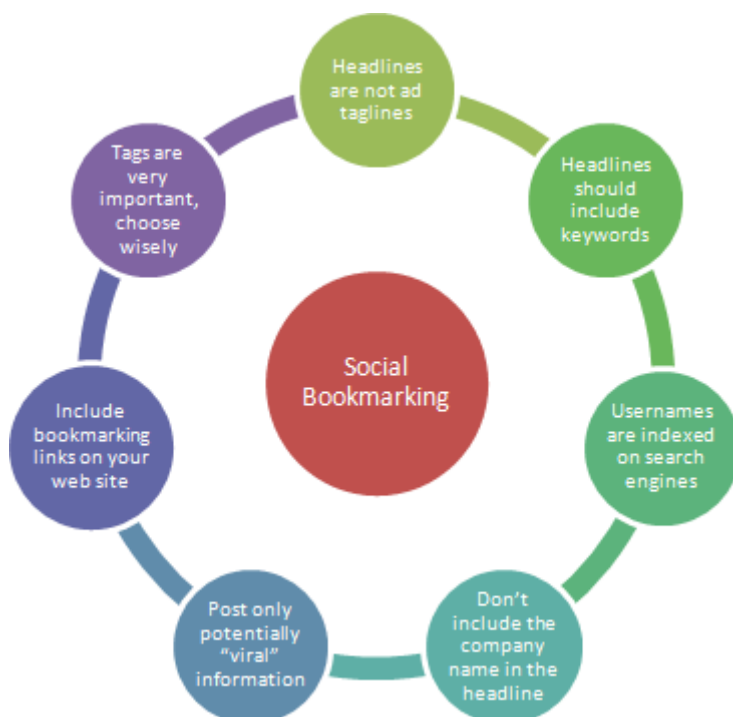 Headlines
are not ad
taglines
Headlines
should
include
keywords
Usernames
are indexed
on search
engines
Don’t
include the
company
name in the
headline
Post only
potentially
“viral”
information
Include
bookmarking
links on your
web site
Tags are
very
important,
choose
wisely
Social
Bookmarking